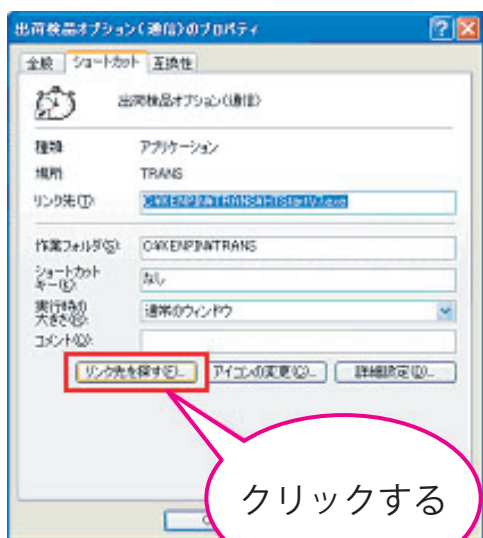 出荷検品オプション(通信)のプロパティ
全般 ショートカット 互換性
出荷検品オプション(通信)
種類 アプリケーション
場所 TRANS
リンク先(T):
作業フォルダ(S): C:¥KENPIN¥TRANS
ショートカット
キー(K): なし
実行時の
大きさ(R): 通常のウィンドウ
コメント(O):
リンク先を探す(F)... アイコンの変更(C)... 詳細設定(D)...
クリックする